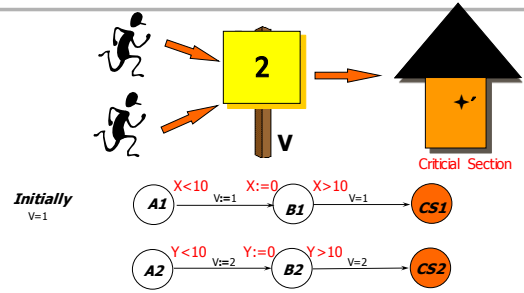 2
V
Criticial Section
Initially
V=1
X<10 X:=0 X>10
A1 V:=1 B1 V=1 CS1
Y<10 Y:=0 Y>10
A2 V:=2 B2 V=2 CS2